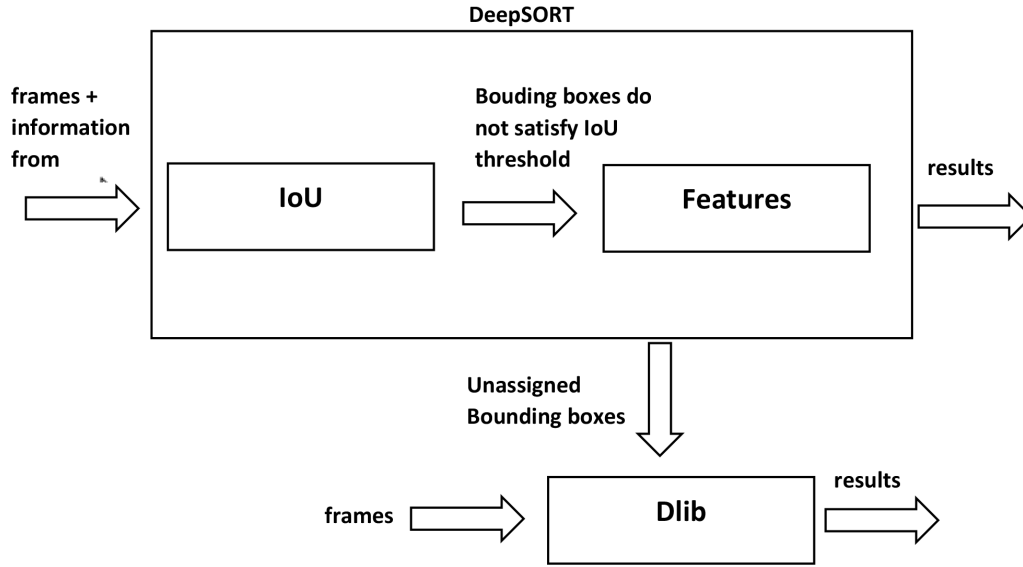 DeepSORT
frames +
information
from
IoU
Bouding boxes do
not satisfy IoU
threshold
Features
results
Unassigned
Bounding boxes
frames
Dlib
results